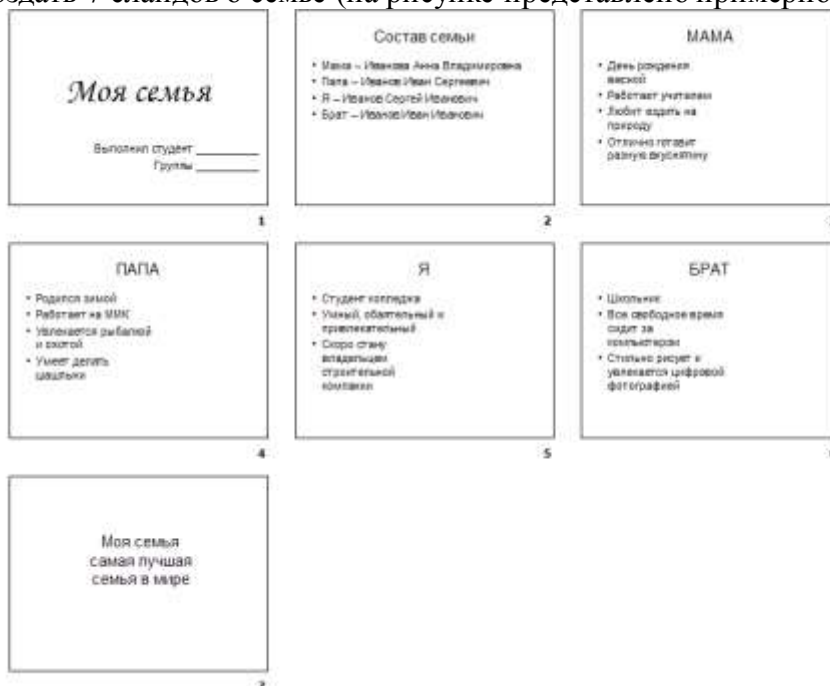 создать 7 слайдов о семье (на рисунке представлено примерно
Моя семья
Выполнил студент
Группы
1
Состав семьи
• Мама – Иванова Анна Владимировна
• Папа – Иванов Иван Сергеевич
• Я – Иванов Сергей Иванович
• Брат – Иванов Иван Иванович
2
МАМА
• День рождения
весной
• Работает учителем
• Любит ездить на
природу
• Отлично готовит
разную вкуснятину
ПАПА
• Родился зимой
• Работает на ММК
• Увлекается рыбалкой
и охотой
• Умеет делать
шашлыки
4
Я
• Студент колледжа
• Умный, обаятельный и
привлекательный
• Скоро стану
владельцем
строительной
компании
5
БРАТ
• Школьник
• Все свободное время
сидит за
компьютером
• Стильно рисует и
увлекается цифровой
фотографией
Моя семья
самая лучшая
семья в мире